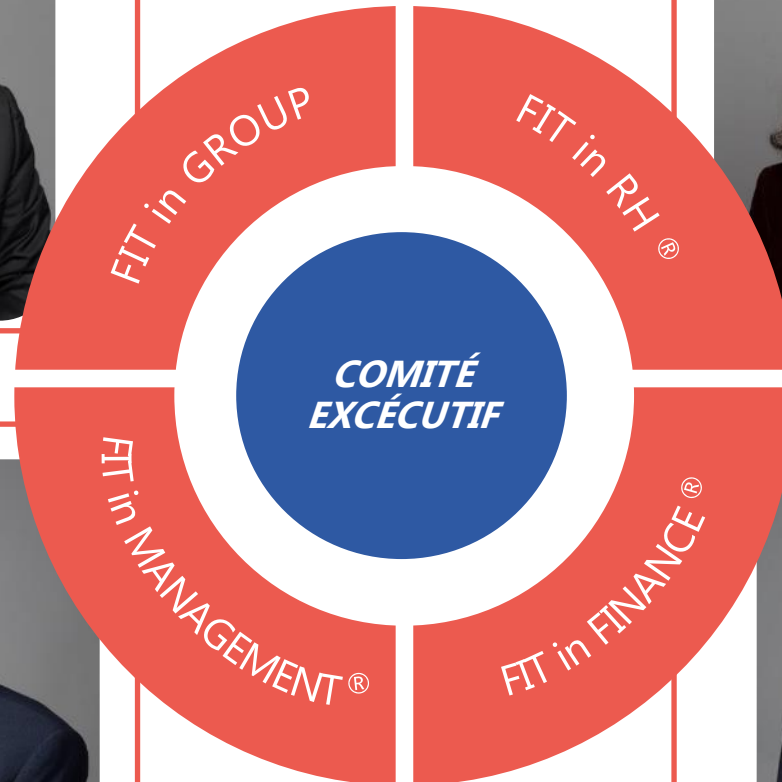 FIT in GROUP
FIT in RH ®
COMITÉ
EXCÉCUTIF
FIT in MANAGEMENT ®
FIT in FINANCE ®